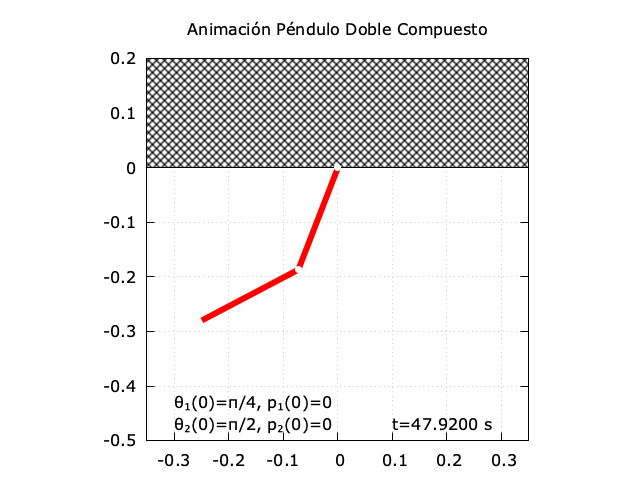 Animación Péndulo Doble Compuesto
0.2
0.1
0
-0.1
-0.2
-0.3
-0.4
-0.5
θ₁(0)=π/4, p₁(0)=0
θ₂(0)=π/2, p₂(0)=0 t=47.9200 s
-0.3 -0.2 -0.1 0 0.1 0.2 0.3